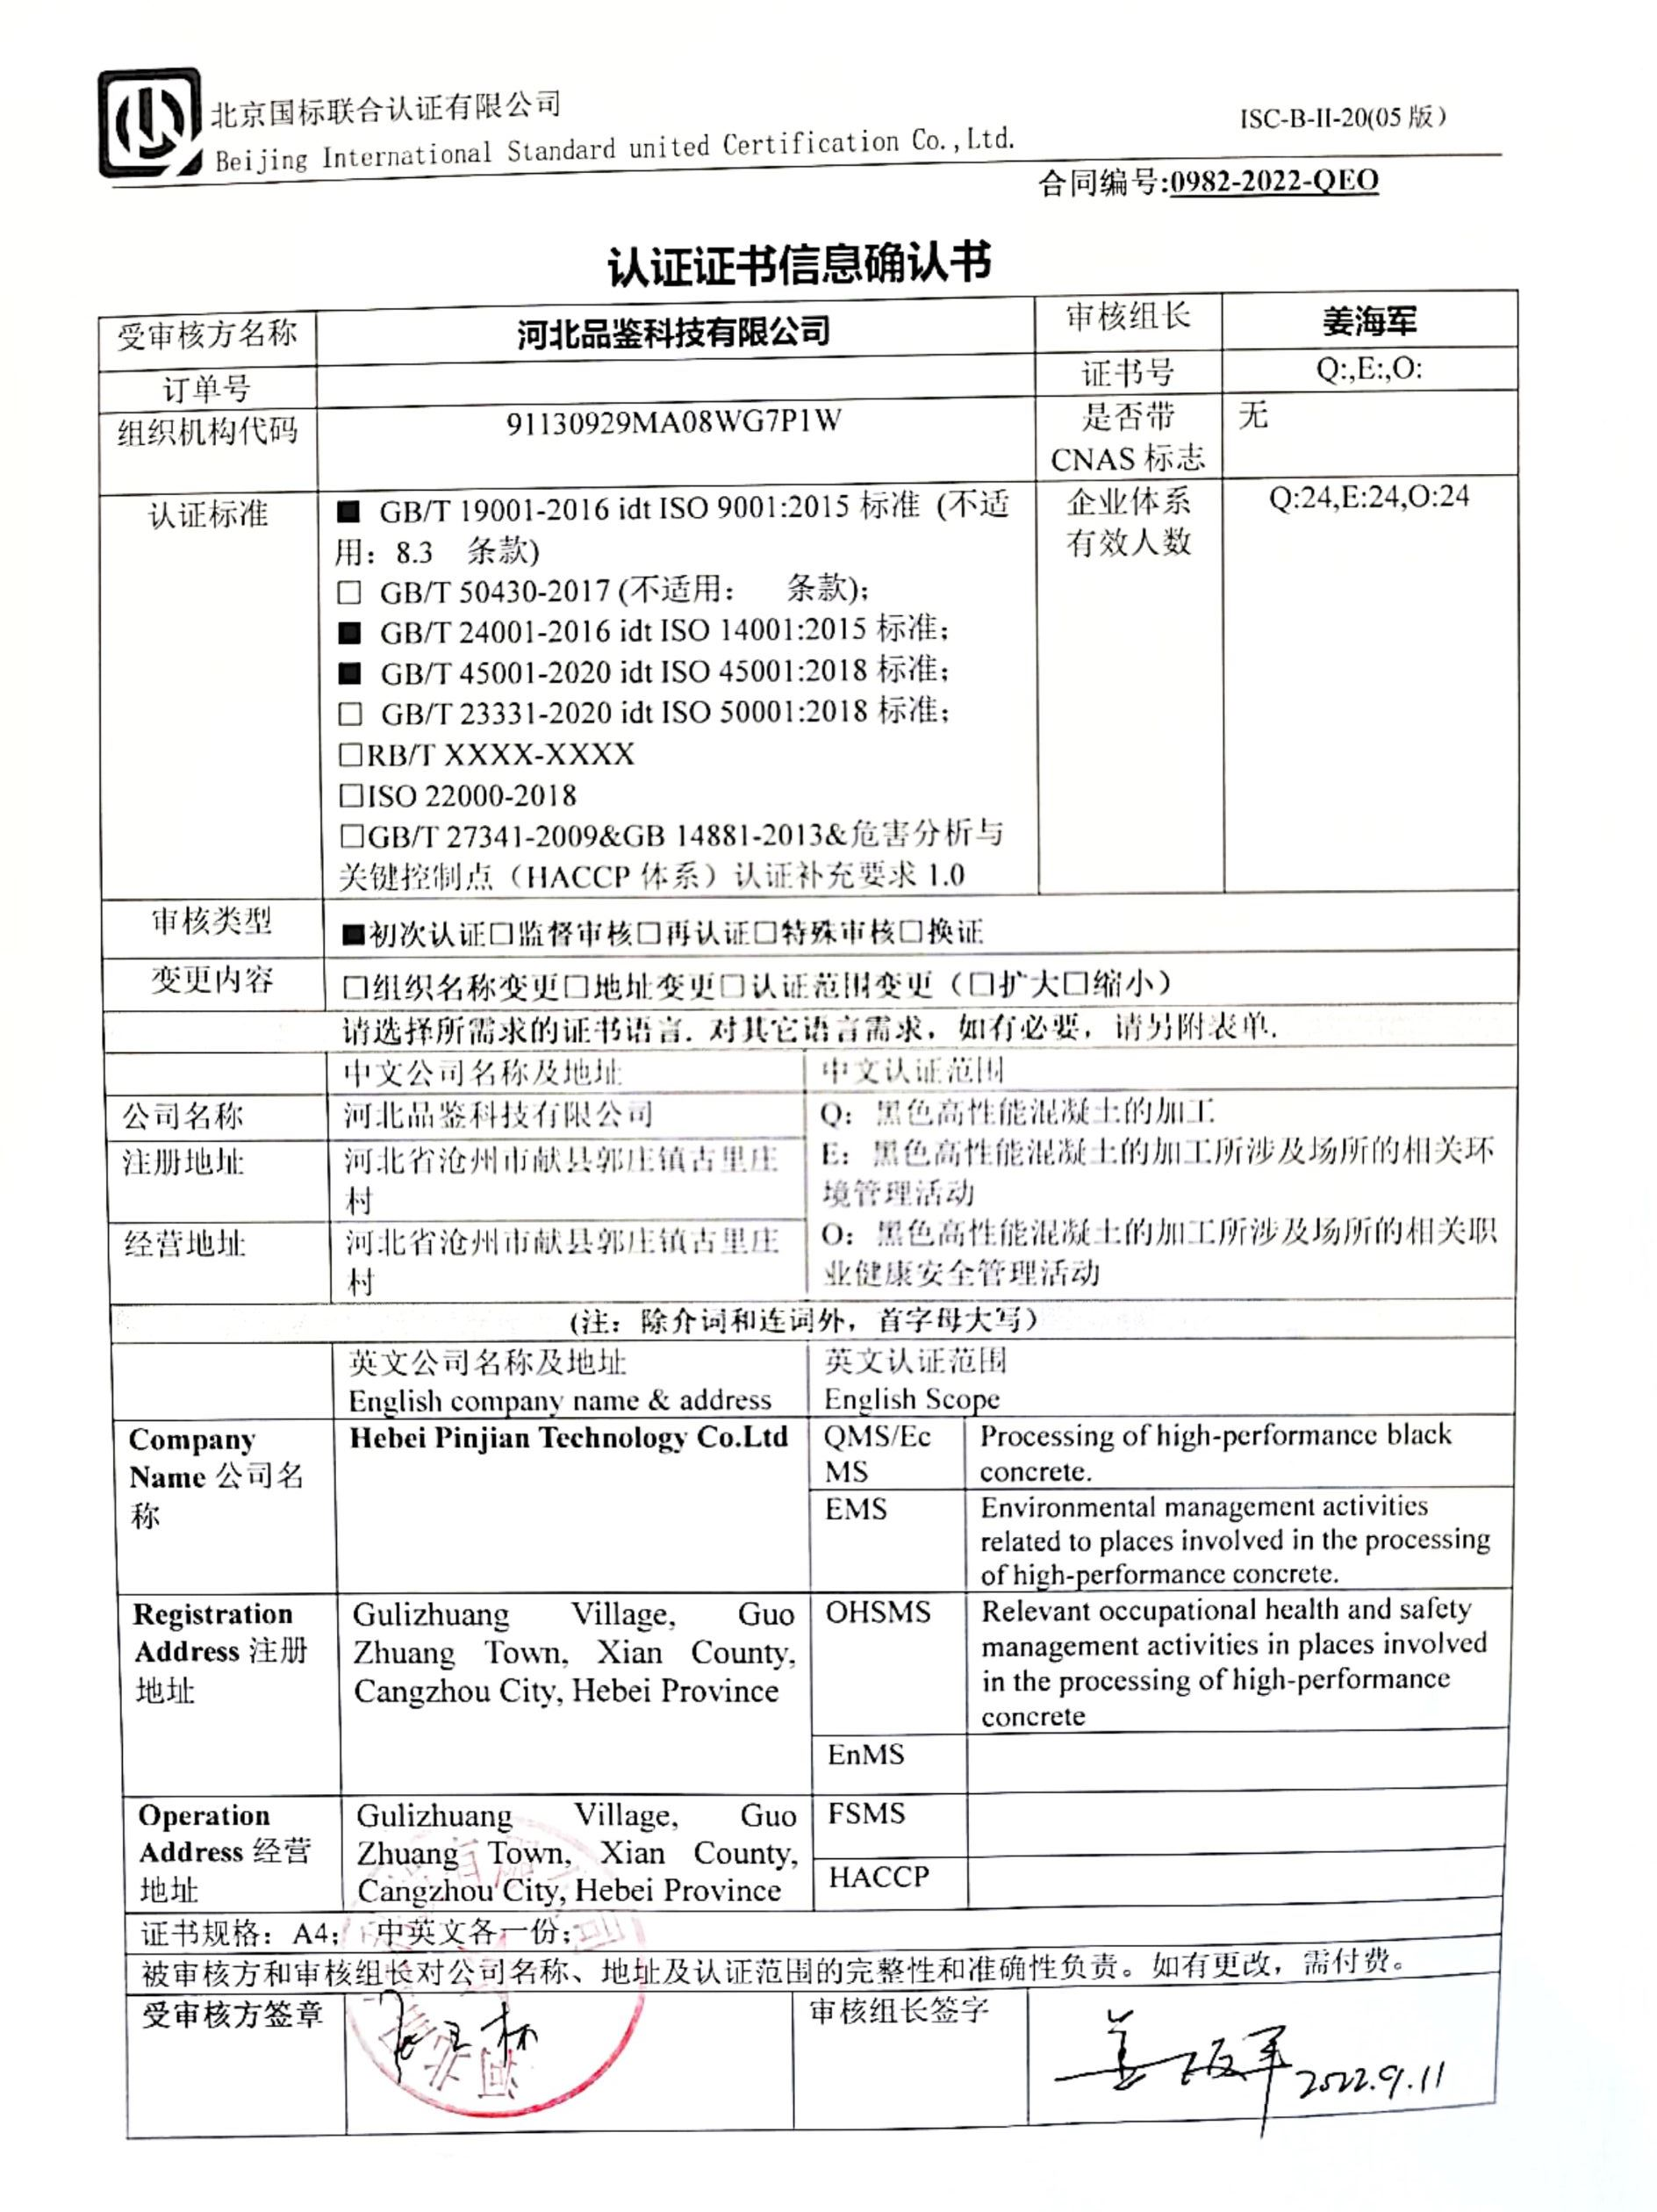 北京国标联合认证有限公司
Beijing International Standard united Certification Co.,Ltd.
ISC-B-II-20(05 版)
合同编号:0982-2022-QEO
认证证书信息确认书
受审核方名称 河北品鉴科技有限公司 审核组长 姜海军
订单号 证书号 Q:,E:,O:
组织机构代码 91130929MA08WG7P1W 是否带 无
CNAS 标志
认证标准 ■ GB/T 19001-2016 idt ISO 9001:2015 标准 (不适 企业体系 Q:24,E:24,O:24
用：8.3 条款) 有效人数
□ GB/T 50430-2017 (不适用： 条款)；
■ GB/T 24001-2016 idt ISO 14001:2015 标准；
■ GB/T 45001-2020 idt ISO 45001:2018 标准；
□ GB/T 23331-2020 idt ISO 50001:2018 标准；
□RB/T XXXX-XXXX
□ISO 22000-2018
□GB/T 27341-2009&GB 14881-2013&危害分析与
关键控制点（HACCP 体系）认证补充要求 1.0
审核类型 ■初次认证□监督审核□再认证□特殊审核□换证
变更内容 □组织名称变更□地址变更□认证范围变更（□扩大□缩小）
请选择所需求的证书语言. 对其它语言需求，如有必要，请另附表单.
中文公司名称及地址 中文认证范围
公司名称 河北品鉴科技有限公司 Q：黑色高性能混凝土的加工
注册地址 河北省沧州市献县郭庄镇古里庄 E：黑色高性能混凝土的加工所涉及场所的相关环
村 境管理活动
经营地址 河北省沧州市献县郭庄镇古里庄 O：黑色高性能混凝土的加工所涉及场所的相关职
村 业健康安全管理活动
(注：除介词和连词外，首字母大写)
英文公司名称及地址 英文认证范围
English company name & address English Scope
Company Hebei Pinjian Technology Co.Ltd QMS/Ec Processing of high-performance black
Name 公司名 MS concrete.
称 EMS Environmental management activities
related to places involved in the processing
of high-performance concrete.
Registration Gulizhuang Village, Guo OHSMS Relevant occupational health and safety
Address 注册 Zhuang Town, Xian County, management activities in places involved
地址 Cangzhou City, Hebei Province in the processing of high-performance
concrete
EnMS
Operation Gulizhuang Village, Guo FSMS
Address 经营 Zhuang Town, Xian County,
地址 Cangzhou City, Hebei Province HACCP
证书规格：A4； 中英文各一份；
被审核方和审核组长对公司名称、地址及认证范围的完整性和准确性负责。如有更改，需付费。
受审核方签章 审核组长签字
姜海军 2022.9.11